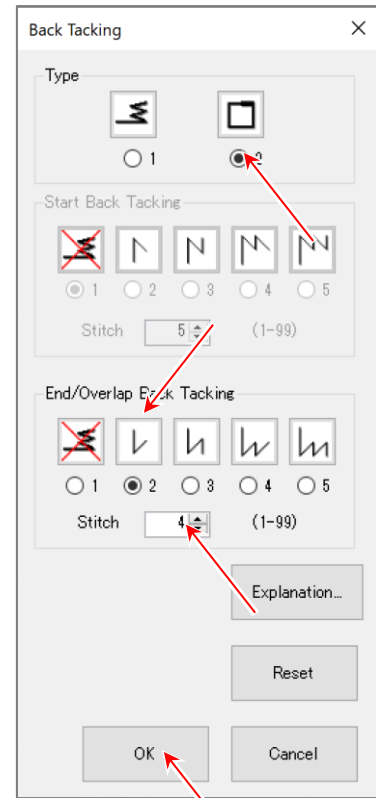 Back Tacking
Type
1 2
Start Back Tacking
1 2 3 4 5
Stitch 5 (1-99)
End/Overlap Back Tacking
1 2 3 4 5
Stitch 4 (1-99)
Explanation...
Reset
OK Cancel